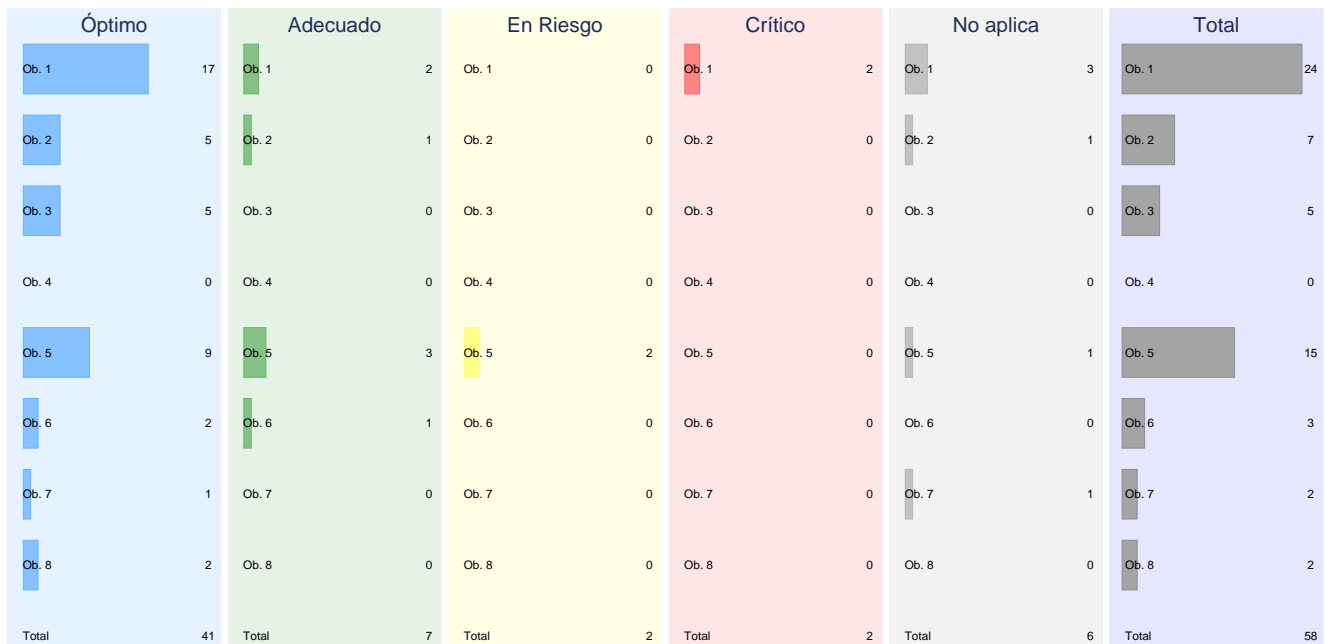 Óptimo Adecuado En Riesgo Crítico No aplica Total
Ob. 1 17 Ob. 1 2 Ob. 1 0 Ob. 1 2 Ob. 1 3 Ob. 1 24
Ob. 2 5 Ob. 2 1 Ob. 2 0 Ob. 2 0 Ob. 2 1 Ob. 2 7
Ob. 3 5 Ob. 3 0 Ob. 3 0 Ob. 3 0 Ob. 3 0 Ob. 3 5
Ob. 4 0 Ob. 4 0 Ob. 4 0 Ob. 4 0 Ob. 4 0 Ob. 4 0
Ob. 5 9 Ob. 5 3 Ob. 5 2 Ob. 5 0 Ob. 5 1 Ob. 5 15
Ob. 6 2 Ob. 6 1 Ob. 6 0 Ob. 6 0 Ob. 6 0 Ob. 6 3
Ob. 7 1 Ob. 7 0 Ob. 7 0 Ob. 7 0 Ob. 7 1 Ob. 7 2
Ob. 8 2 Ob. 8 0 Ob. 8 0 Ob. 8 0 Ob. 8 0 Ob. 8 2
Total 41 Total 7 Total 2 Total 2 Total 6 Total 58